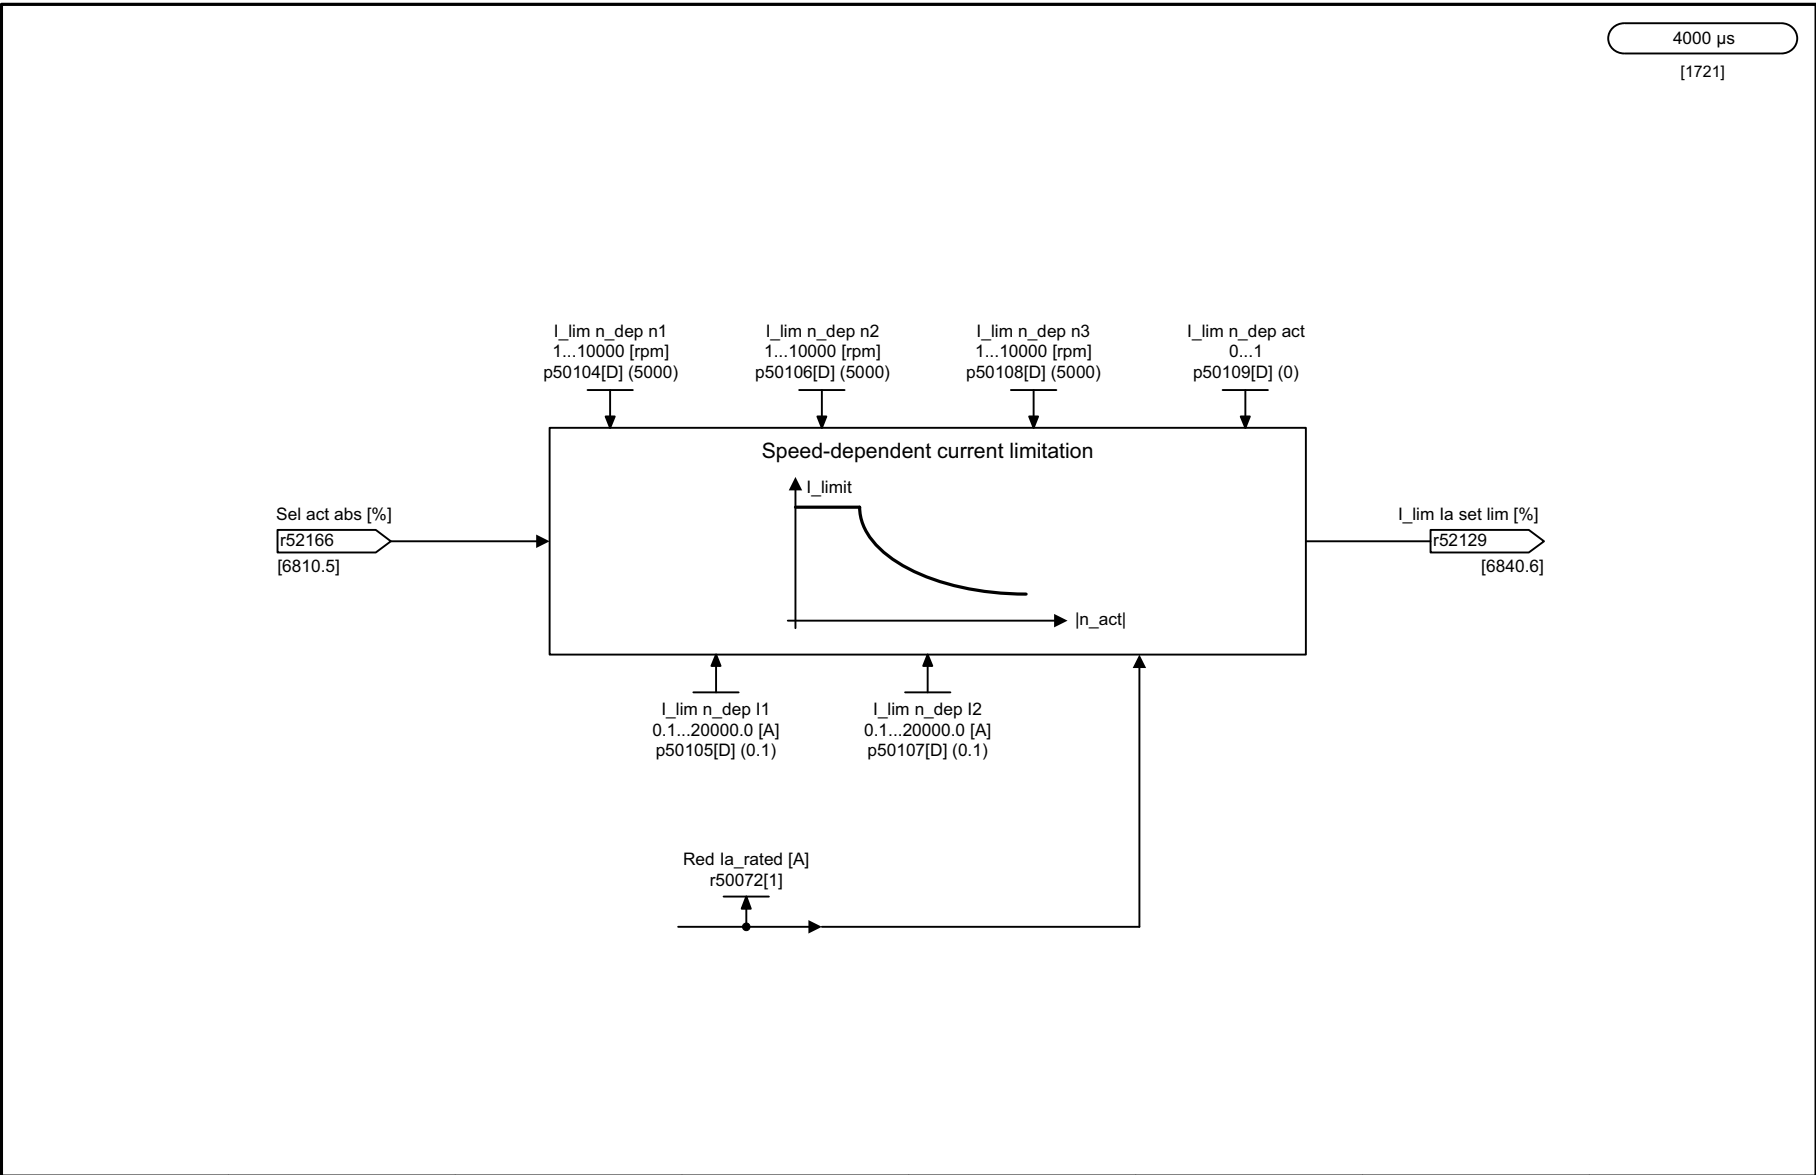 4000 µs
[1721]
I_lim n_dep n1
1...10000 [rpm]
p50104[D] (5000)
I_lim n_dep n2
1...10000 [rpm]
p50106[D] (5000)
I_lim n_dep n3
1...10000 [rpm]
p50108[D] (5000)
I_lim n_dep act
0...1
p50109[D] (0)
Speed-dependent current limitation
I_limit
|n_act|
Sel act abs [%]
r52166
[6810.5]
I_lim Ia set lim [%]
r52129
[6840.6]
I_lim n_dep I1
0.1...20000.0 [A]
p50105[D] (0.1)
I_lim n_dep I2
0.1...20000.0 [A]
p50107[D] (0.1)
Red Ia_rated [A]
r50072[1]